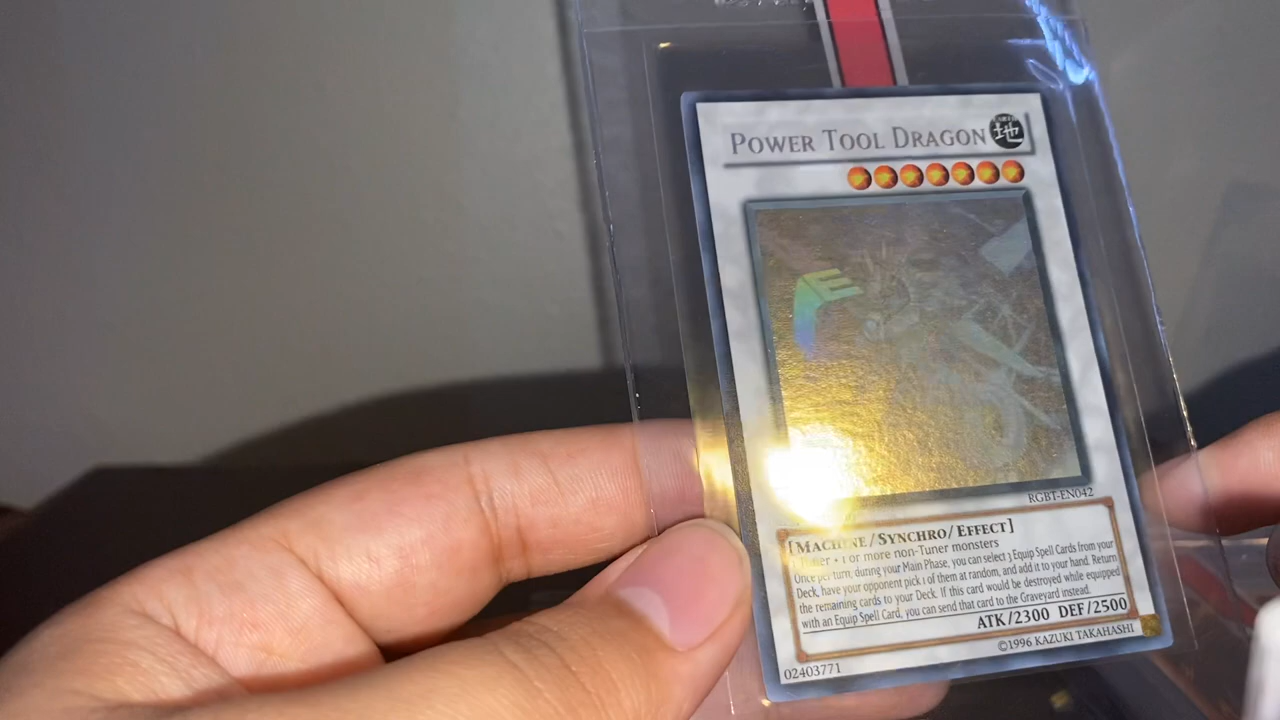 POWER TOOL DRAGON
EARTH
地
RGBT-EN042
[MACHINE/SYNCHRO/EFFECT]
1 Tuner + 1 or more non-Tuner monsters
Once per turn, during your Main Phase, you can select 3 Equip Spell Cards from your
Deck, have your opponent pick 1 of them at random, and add it to your hand. Return
the remaining cards to your Deck. If this card would be destroyed while equipped
with an Equip Spell Card, you can send that card to the Graveyard instead.
ATK/2300 DEF/2500
02403771
©1996 KAZUKI TAKAHASHI